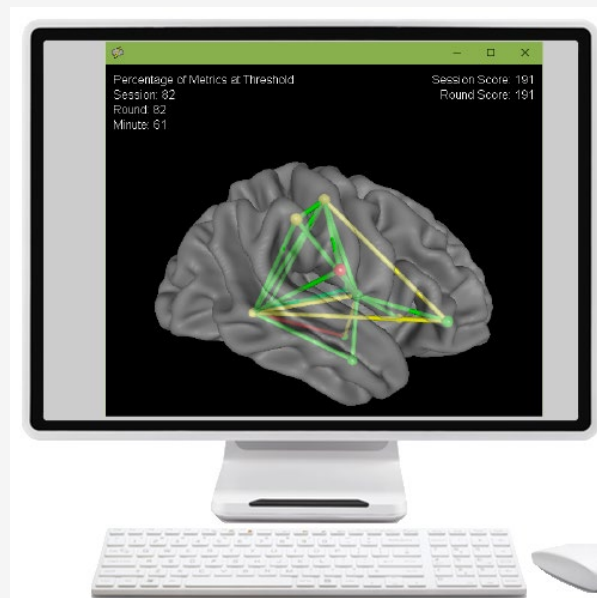 Percentage of Metrics at Threshold
Session: 82
Round: 82
Minute: 61
Session Score: 191
Round Score: 191